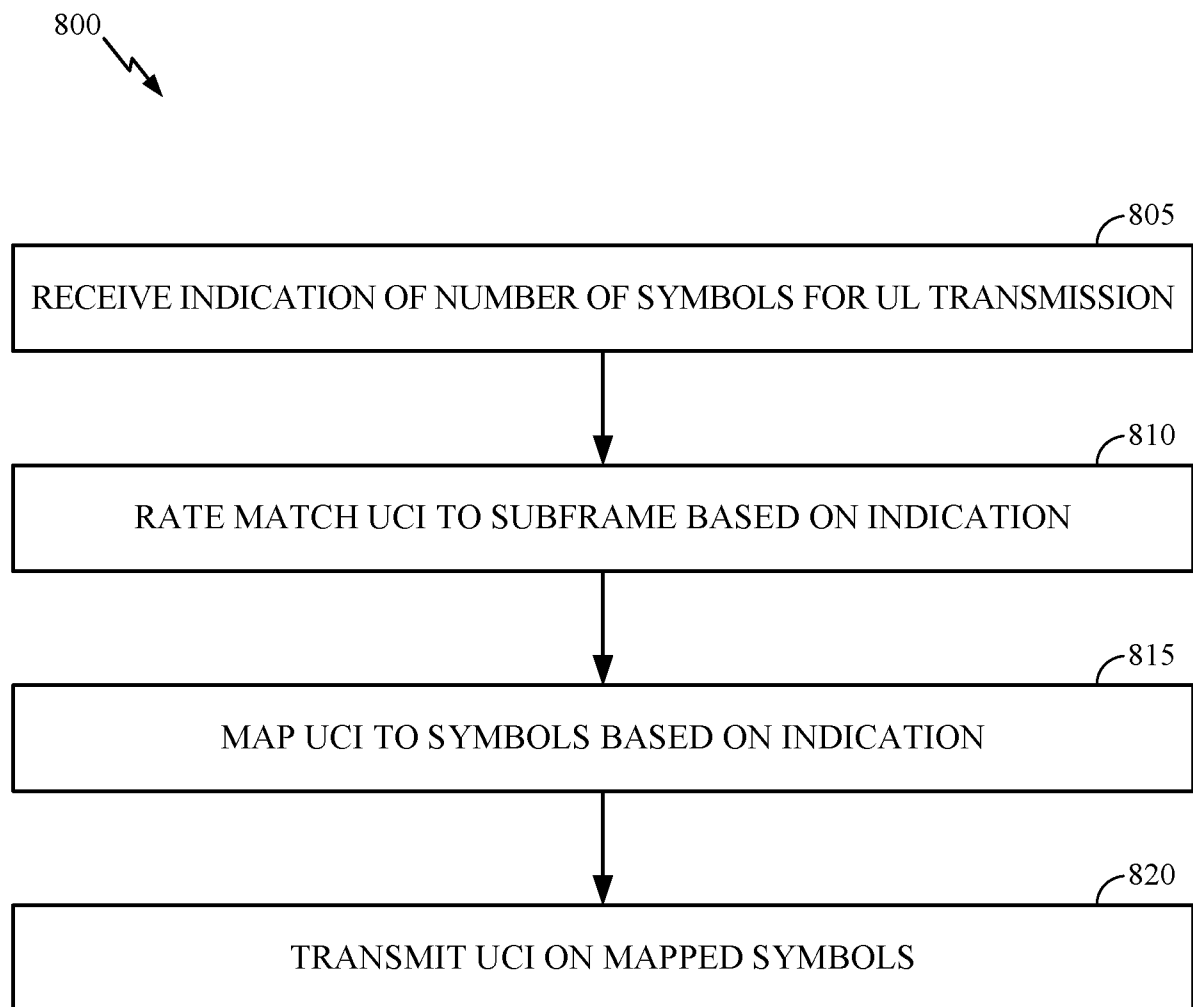 800
805
RECEIVE INDICATION OF NUMBER OF SYMBOLS FOR UL TRANSMISSION
810
RATE MATCH UCI TO SUBFRAME BASED ON INDICATION
815
MAP UCI TO SYMBOLS BASED ON INDICATION
820
TRANSMIT UCI ON MAPPED SYMBOLS